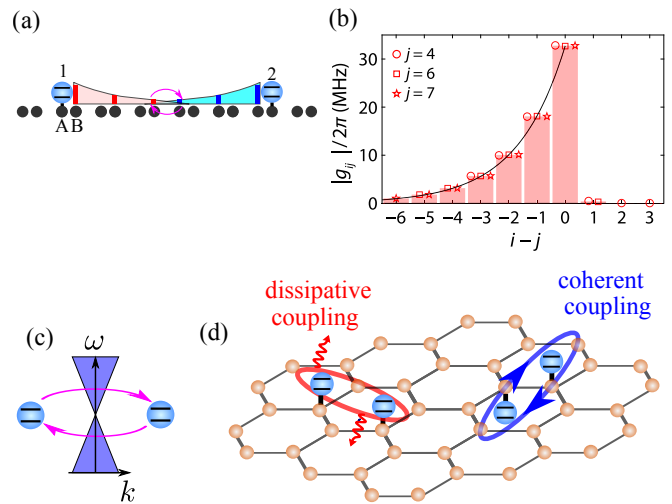 (a)
1
2
A B
(b)
|g_ij|/2π (MHz)
30
20
10
0
j = 4
j = 6
j = 7
−6 −5 −4 −3 −2 −1 0 1 2 3
i − j
(c)
ω
k
(d)
dissipative
coupling
coherent
coupling